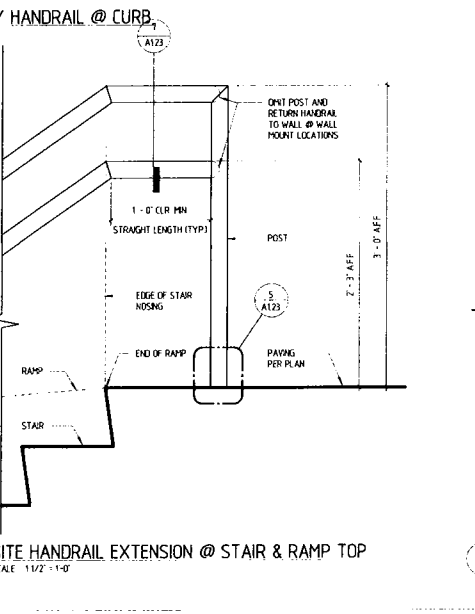 HANDRAIL @ CURB
7
A123
OMIT POST AND
RETURN HANDRAIL
TO WALL @ WALL
MOUNT LOCATIONS
1'-0" CLR MIN
STRAIGHT LENGTH (TYP.)
POST
2'-3" AFF
3'-0" AFF
EDGE OF STAIR
NOSING
5
A123
END OF RAMP
PAVING
PER PLAN
RAMP
STAIR
ITE HANDRAIL EXTENSION @ STAIR & RAMP TOP
ALE 1 1/2" = 1'-0"